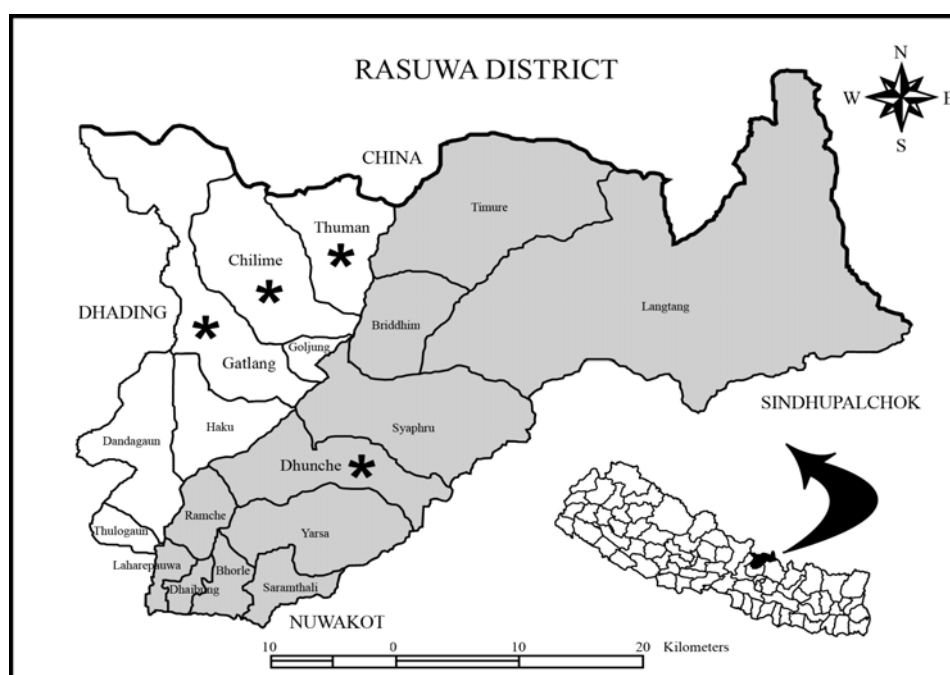 RASUWA DISTRICT
N
W
E
S
CHINA
Timure
Thuman
*
Chilime
*
Langtang
DHADING
*
Briddhim
Goljung
Gatlang
SINDHUPALCHOK
Haku
Syaphru
Dandagaun
Dhunche
*
Ramche
Thulogaun
Yarsa
Laharepauwa
Bhorle
Dhaibung
Saramthali
NUWAKOT
10 0 10 20 Kilometers